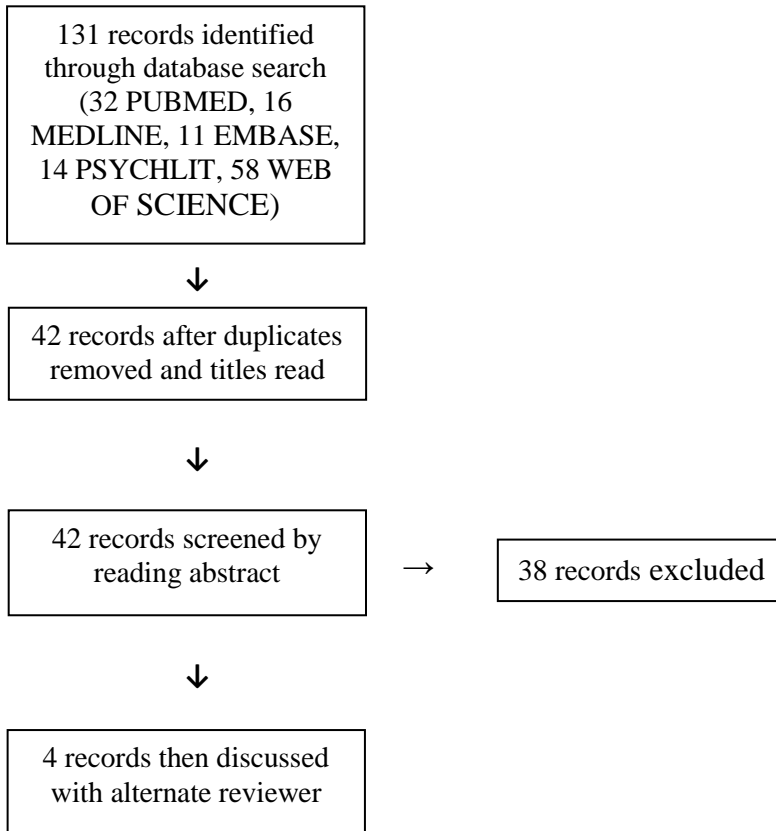 131 records identified
through database search
(32 PUBMED, 16
MEDLINE, 11 EMBASE,
14 PSYCHLIT, 58 WEB
OF SCIENCE)
↓
42 records after duplicates
removed and titles read
↓
42 records screened by
reading abstract
→
38 records excluded
↓
4 records then discussed
with alternate reviewer